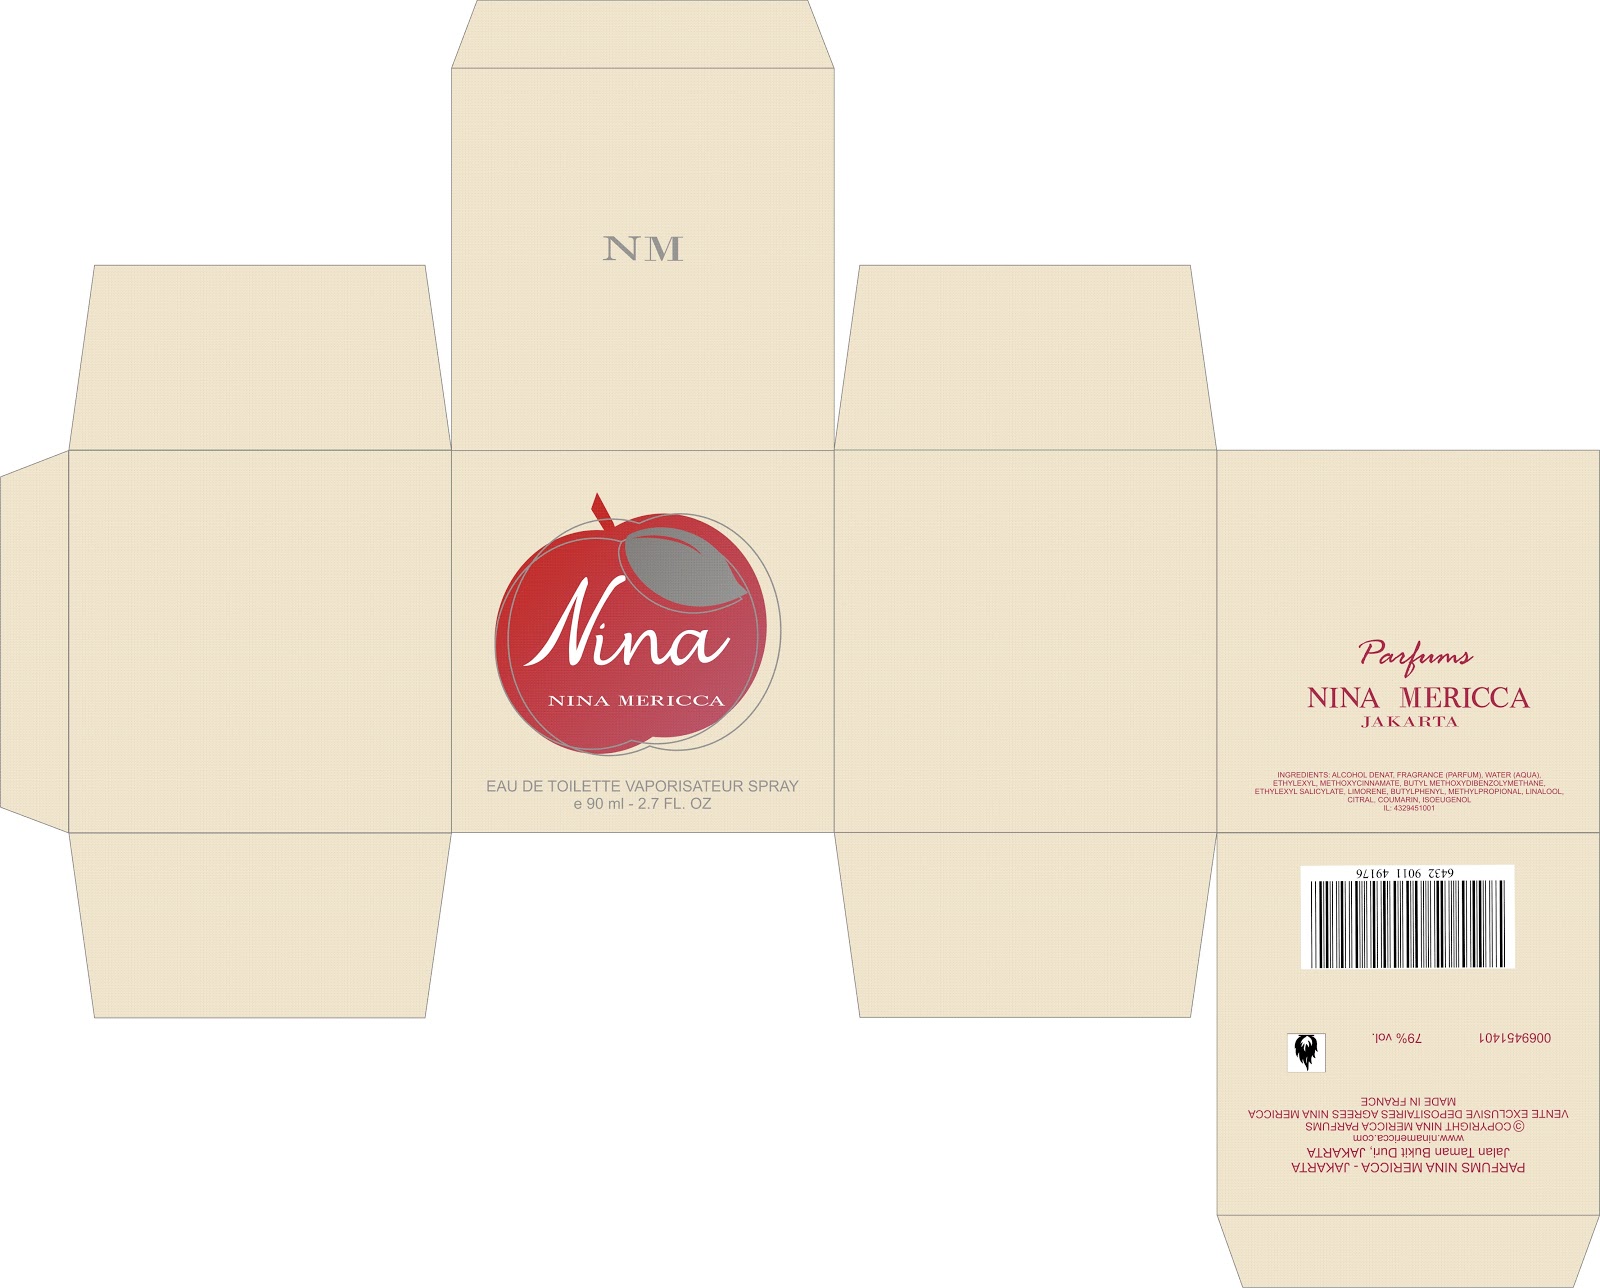 NM
Nina
NINA MERICCA
EAU DE TOILETTE VAPORISATEUR SPRAY
e 90 ml - 2.7 FL. OZ
Parfums
NINA MERICCA
JAKARTA
INGREDIENTS: ALCOHOL DENAT, FRAGRANCE (PARFUM), WATER (AQUA),
ETHYLEXYL, METHOXYCINNAMATE, BUTYL METHOXYDIBENZOLYMETHANE,
ETHYLEXYL SALICYLATE, LIMORENE, BUTYLPHENYL, METHYLPROPIONAL, LINALOOL,
CITRAL, COUMARIN, ISOEUGENOL
IL: 4329451001
PARFUMS NINA MERICCA - JAKARTA
Jalan Taman Bukit Duri, JAKARTA
www.ninamericca.com
© COPYRIGHT NINA MERICCA PARFUMS
VENTE EXCLUSIVE DEPOSITAIRES AGREES NINA MERICCA
MADE IN FRANCE
0069451401 79% vol.
6432 9011 49176